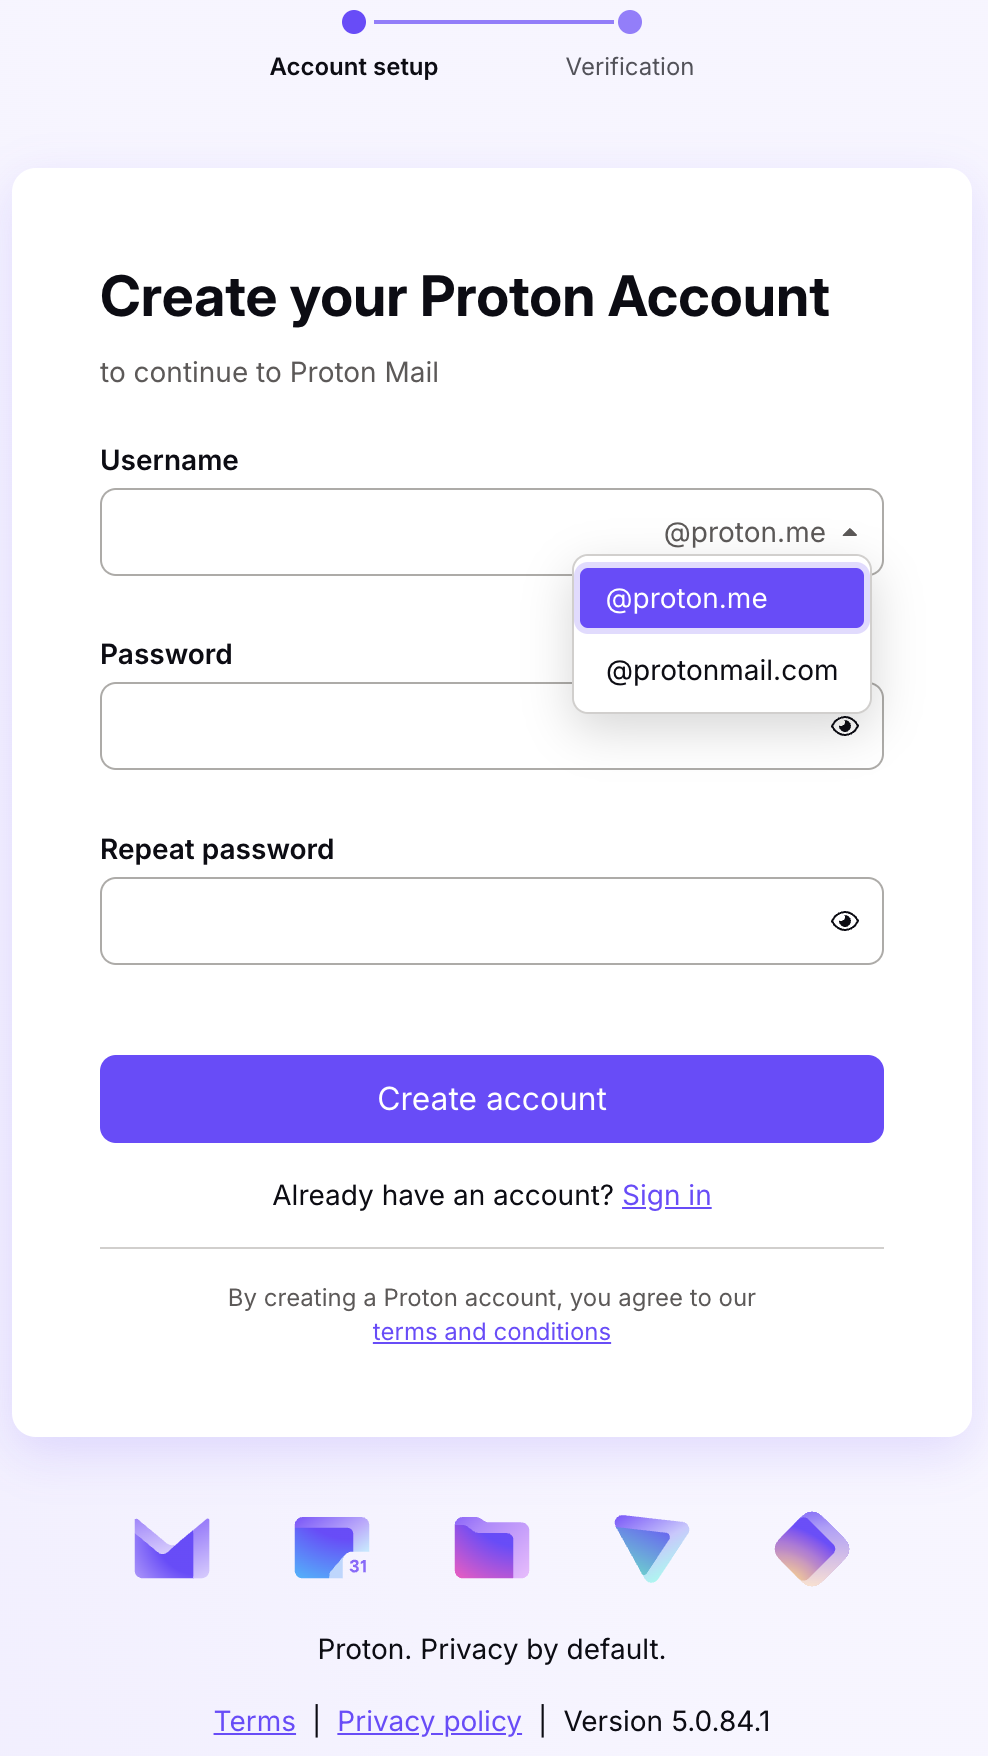 Account setup
Verification
Create your Proton Account
to continue to Proton Mail
Username
@proton.me
@proton.me
@protonmail.com
Password
Repeat password
Create account
Already have an account? Sign in
By creating a Proton account, you agree to our
terms and conditions
31
Proton. Privacy by default.
Terms | Privacy policy | Version 5.0.84.1